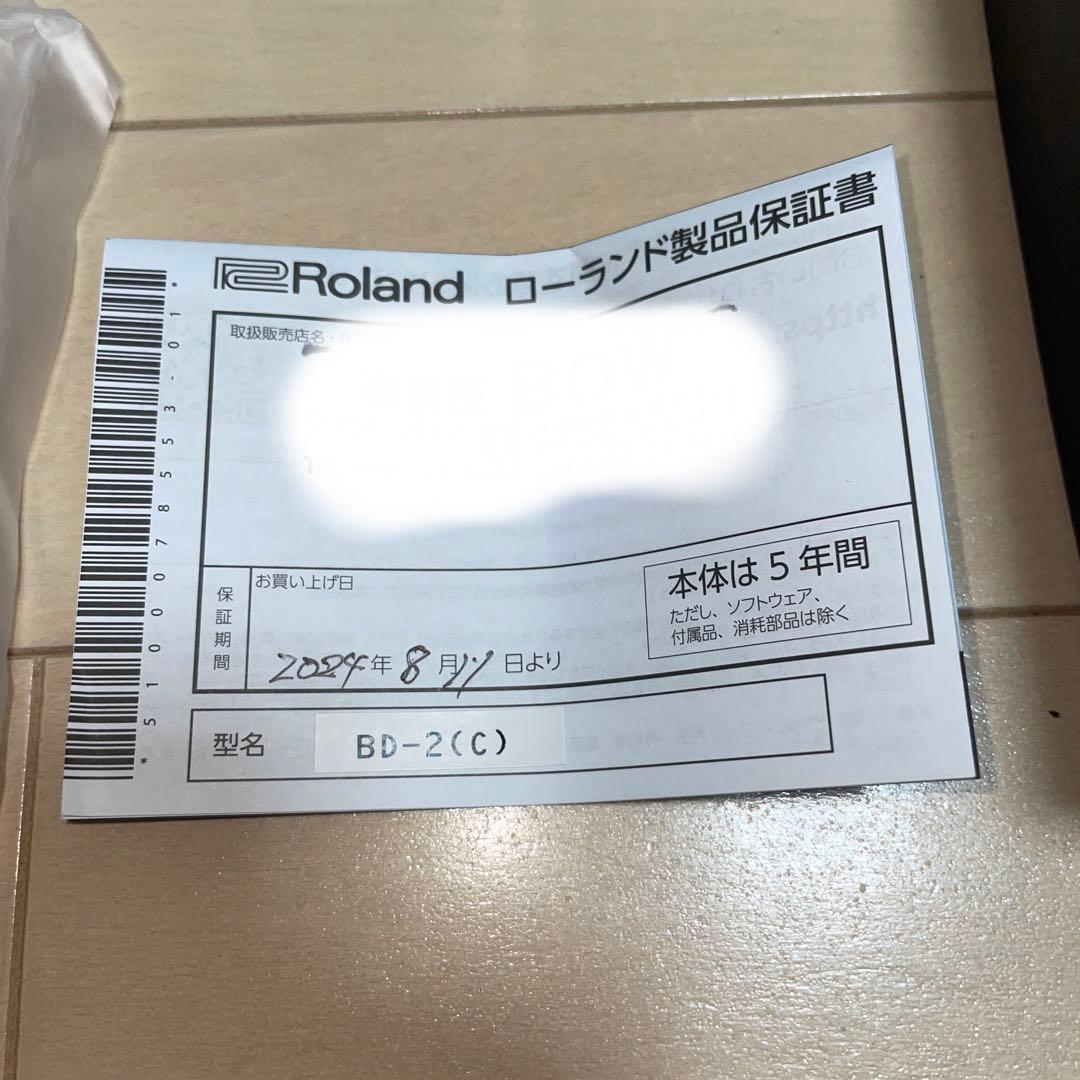 Roland ローランド製品保証書
取扱販売店名・
保証期間
お買い上げ日
2024年8月11日より
本体は5年間
ただし、ソフトウェア、
付属品、消耗部品は除く
型名 BD-2(C)
*5100078553-01*
https